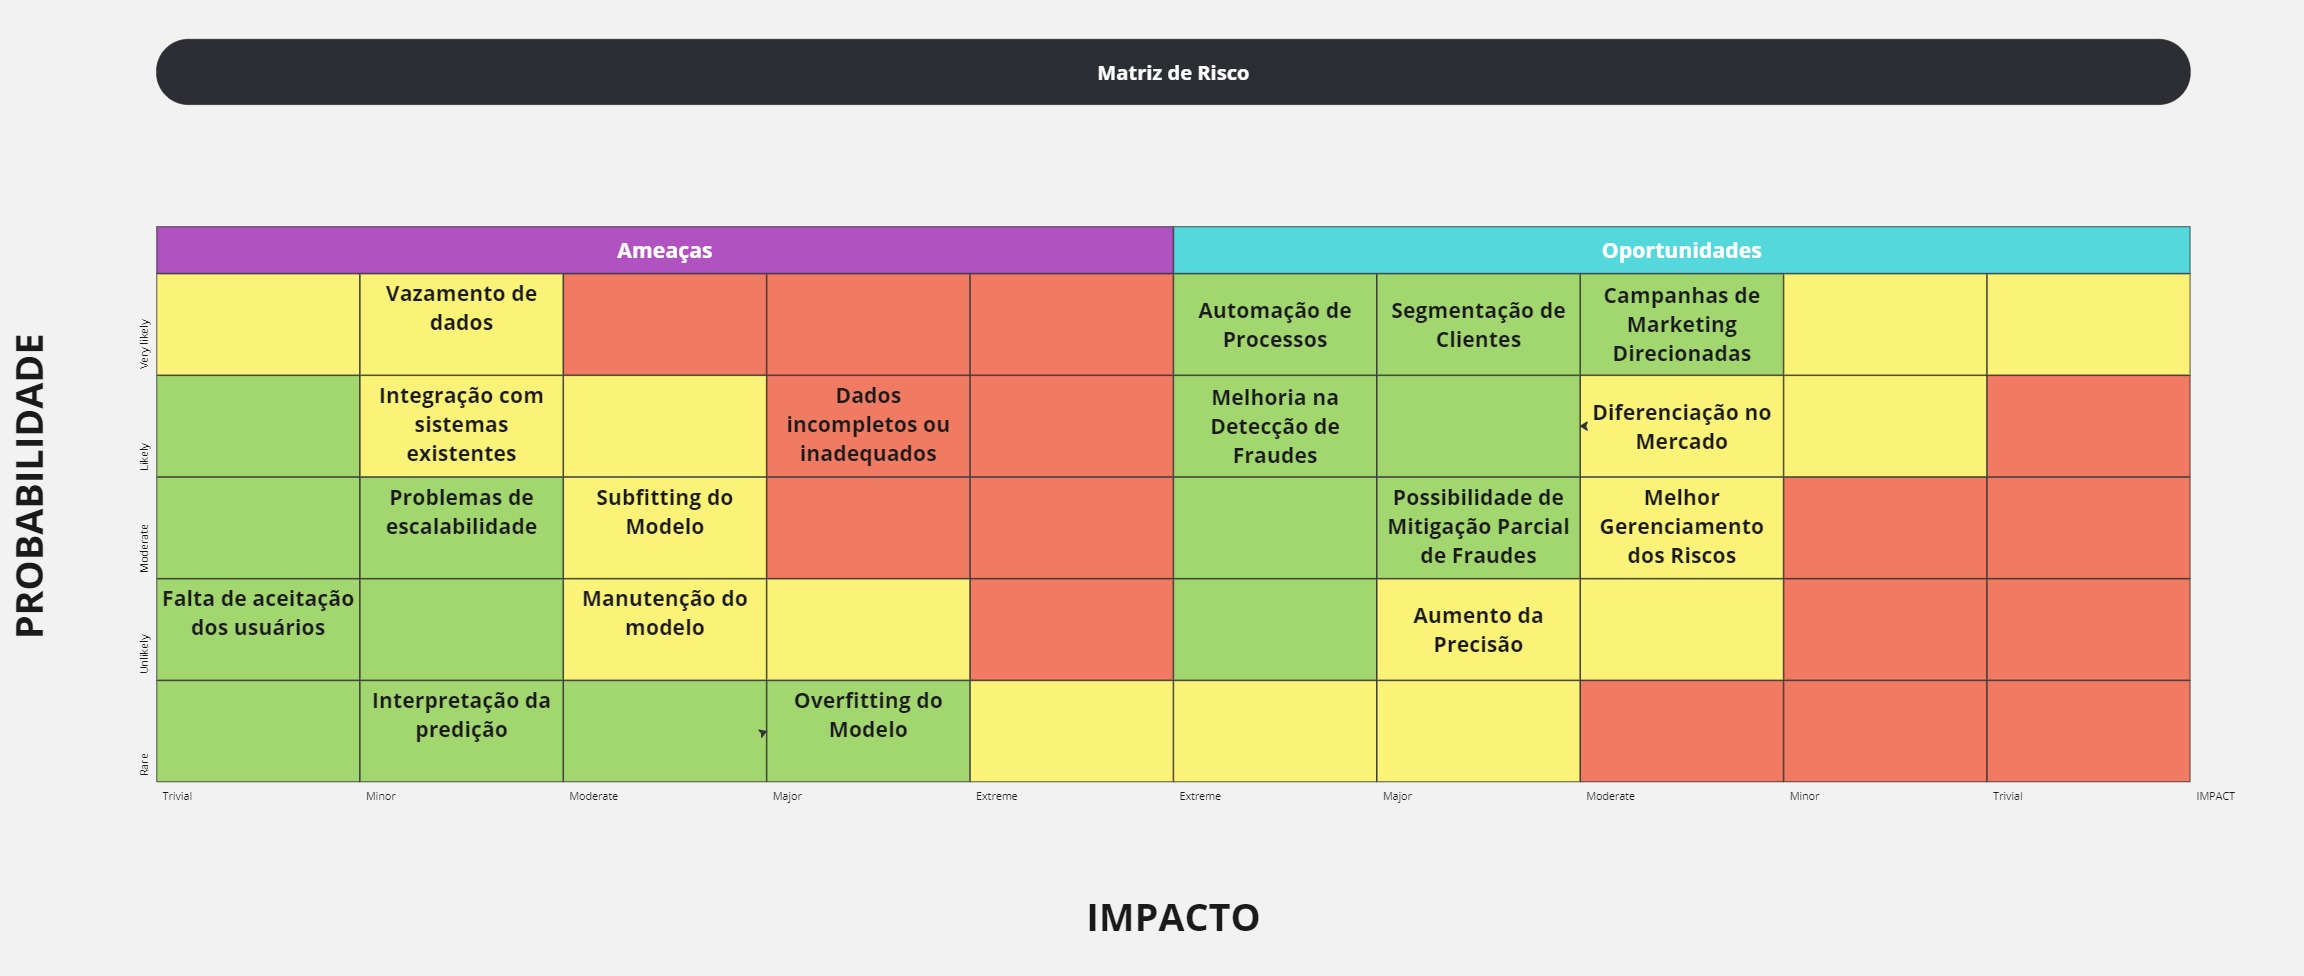 Matriz de Risco
Ameaças
Oportunidades
PROBABILIDADE
Very likely
Vazamento de
dados
Automação de
Processos
Segmentação de
Clientes
Campanhas de
Marketing
Direcionadas
Likely
Integração com
sistemas
existentes
Dados
incompletos ou
inadequados
Melhoria na
Detecção de
Fraudes
Diferenciação no
Mercado
Moderate
Problemas de
escalabilidade
Subfitting do
Modelo
Possibilidade de
Mitigação Parcial
de Fraudes
Melhor
Gerenciamento
dos Riscos
Unlikely
Falta de aceitação
dos usuários
Manutenção do
modelo
Aumento da
Precisão
Rare
Interpretação da
predição
Overfitting do
Modelo
Trivial
Minor
Moderate
Major
Extreme
Extreme
Major
Moderate
Minor
Trivial
IMPACT
IMPACTO